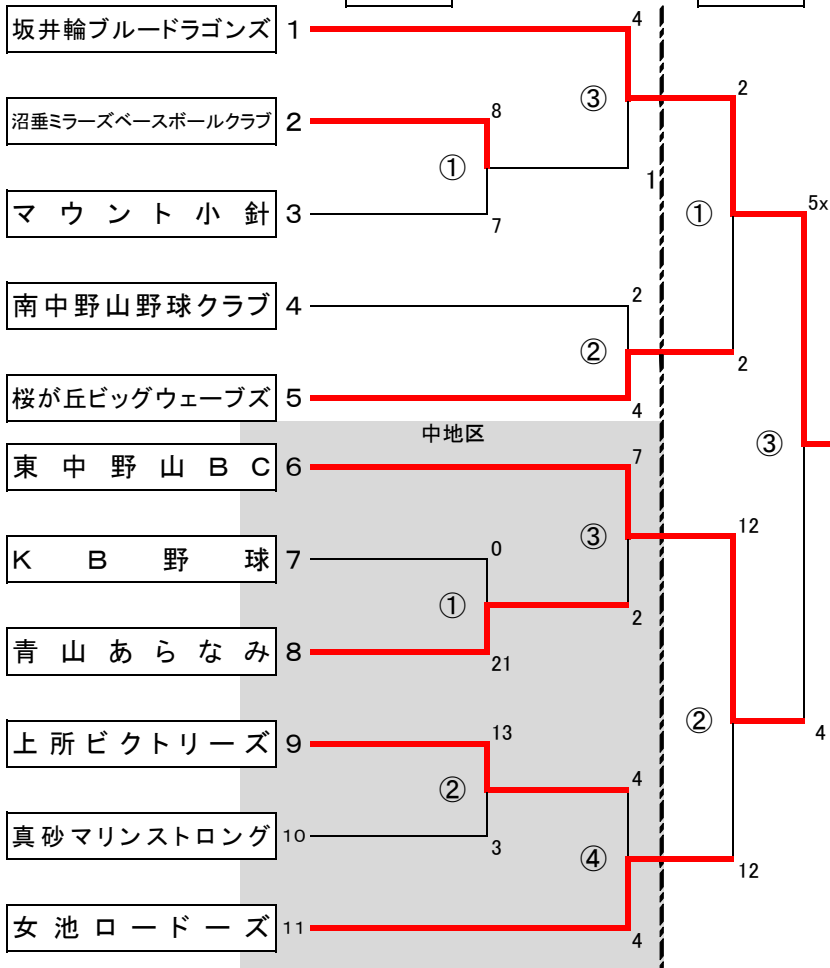 4
坂井輪ブルードラゴンズ 1
③
2
沼垂ミラーズベースボールクラブ 2
8
①
1
マウント小針 3
7
①
5x
南中野山野球クラブ 4
2
②
2
桜が丘ビッグウェーブズ 5
4
中地区
③
東中野山BC 6
7
12
KB野球 7
0
③
①
2
青山あらなみ 8
21
②
4
上所ビクトリーズ 9
13
4
②
真砂マリンストロング 10
3
④
12
女池ロードーズ 11
4